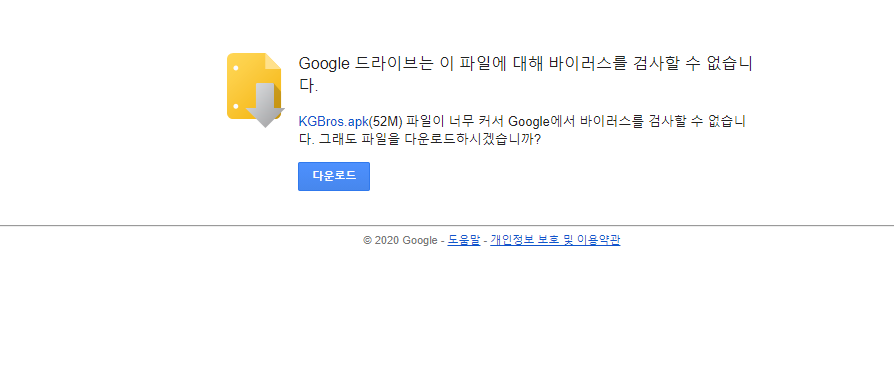 Google 드라이브는 이 파일에 대해 바이러스를 검사할 수 없습니
다.
KGBros.apk(52M) 파일이 너무 커서 Google에서 바이러스를 검사할 수 없습니
다. 그래도 파일을 다운로드하시겠습니까?
다운로드
© 2020 Google - 도움말 - 개인정보 보호 및 이용약관